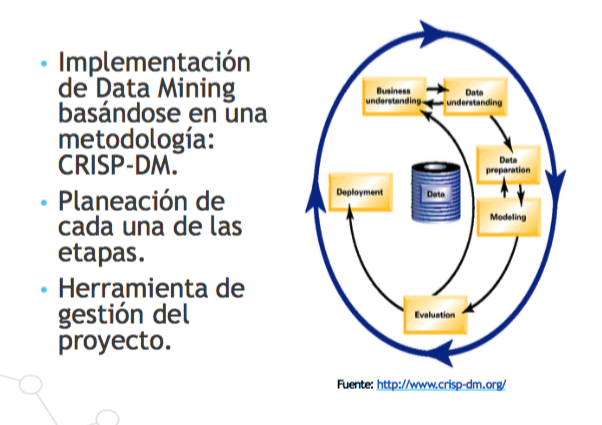 • Implementación
de Data Mining
basándose en una
metodología:
CRISP-DM.
• Planeación de
cada una de las
etapas.
• Herramienta de
gestión del
proyecto.
Business
understanding
Data
understanding
Data
preparation
Deployment
Data
Modeling
Evaluation
Fuente: http://www.crisp-dm.org/